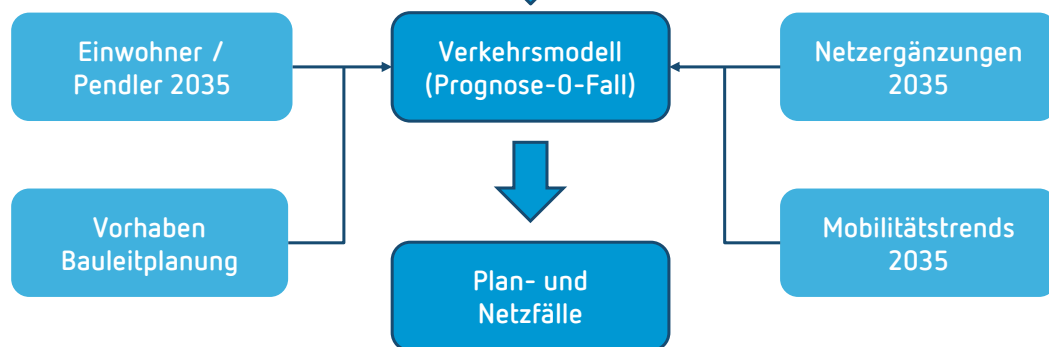 Einwohner /
Pendler 2035
Verkehrsmodell
(Prognose-0-Fall)
Netzergänzungen
2035
Vorhaben
Bauleitplanung
Mobilitätstrends
2035
Plan- und
Netzfälle